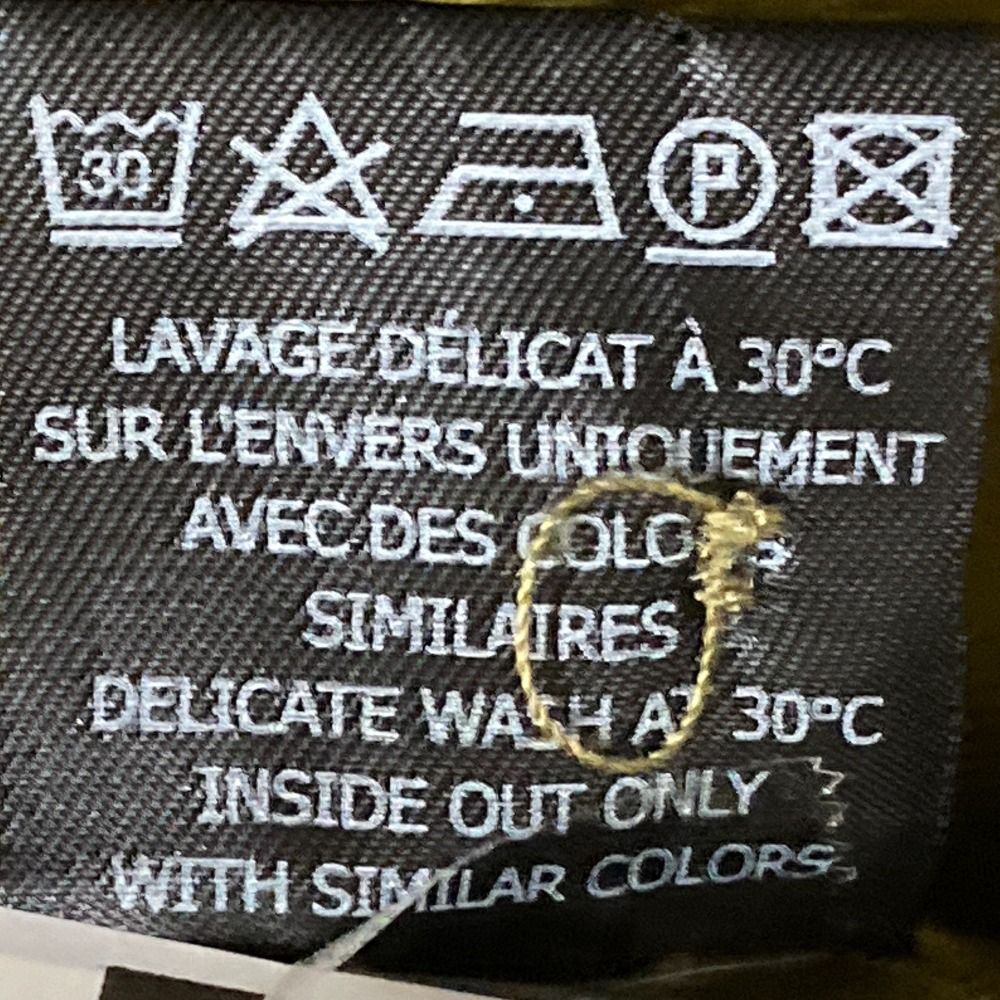 30 P
LAVAGE DÉLICAT À 30°C
SUR L'ENVERS UNIQUEMENT
AVEC DES
SIMILAIRES
DELICATE WASH AT 30°C
INSIDE OUT ONLY
WITH SIMILAR COLORS